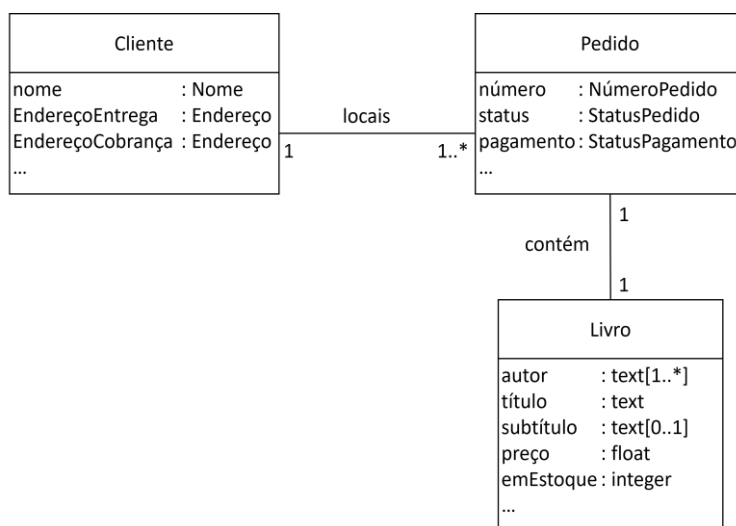 Cliente
nome : Nome
EndereçoEntrega : Endereço
EndereçoCobrança : Endereço
...
locais
1
1..*
Pedido
número : NúmeroPedido
status : StatusPedido
pagamento : StatusPagamento
...
1
contém
1
Livro
autor : text[1..*]
título : text
subtítulo : text[0..1]
preço : float
emEstoque : integer
...